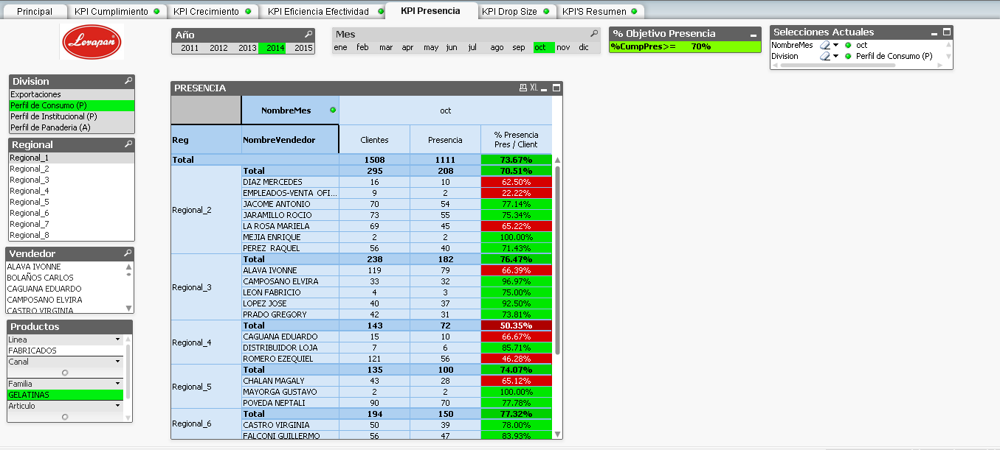 Principal
KPI Cumplimiento
KPI Crecimiento
KPI Eficiencia Efectividad
KPI Presencia
KPI Drop Size
KPI'S Resumen
Levapan
Año
2011 2012 2013 2014 2015
Mes
ene feb mar abr may jun jul ago sep oct nov dic
% Objetivo Presencia
%CumpPres>= 70%
Selecciones Actuales
NombreMes oct
Division Perfil de Consumo (P)
Division
Exportaciones
Perfil de Consumo (P)
Perfil de Institucional (P)
Perfil de Panaderia (A)
Regional
Regional_1
Regional_2
Regional_3
Regional_4
Regional_5
Regional_6
Regional_7
Regional_8
Vendedor
ALAVA IVONNE
BOLAÑOS CARLOS
CAGUANA EDUARDO
CAMPOSANO ELVIRA
CASTRO VIRGINIA
Productos
Linea
FABRICADOS
Canal
Familia
GELATINAS
Articulo
PRESENCIA XL
NombreMes oct
Reg NombreVendedor Clientes Presencia % Presencia
Pres / Client
Total 1508 1111 73.67%
Regional_2
Total 295 208 70.51%
DIAZ MERCEDES 16 10 62.50%
EMPLEADOS-VENTA OFI... 9 2 22.22%
JACOME ANTONIO 70 54 77.14%
JARAMILLO ROCIO 73 55 75.34%
LA ROSA MARIELA 69 45 65.22%
MEJIA ENRIQUE 2 2 100.00%
PEREZ RAQUEL 56 40 71.43%
Regional_3
Total 238 182 76.47%
ALAVA IVONNE 119 79 66.39%
CAMPOSANO ELVIRA 33 32 96.97%
LEON FABRICIO 4 3 75.00%
LOPEZ JOSE 40 37 92.50%
PRADO GREGORY 42 31 73.81%
Regional_4
Total 143 72 50.35%
CAGUANA EDUARDO 15 10 66.67%
DISTRIBUIDOR LOJA 7 6 85.71%
ROMERO EZEQUIEL 121 56 46.28%
Regional_5
Total 135 100 74.07%
CHALAN MAGALY 43 28 65.12%
MAYORGA GUSTAVO 2 2 100.00%
POVEDA NEPTALI 90 70 77.78%
Regional_6
Total 194 150 77.32%
CASTRO VIRGINIA 50 39 78.00%
FALCONI GUILLERMO 56 47 83.93%